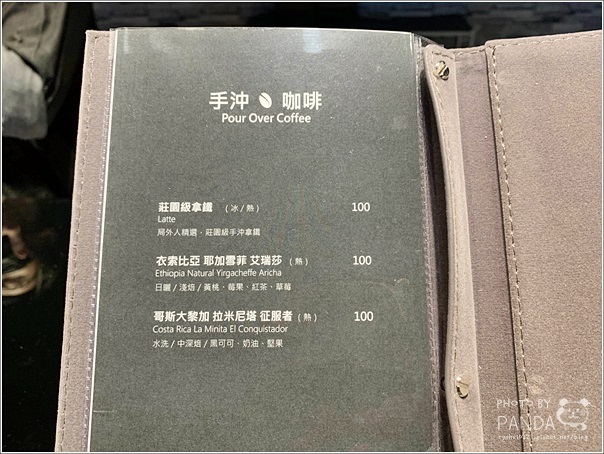 手沖 咖啡
Pour Over Coffee
莊園級拿鐵 (冰/熱) 100
Latte
局外人精選、莊園級手沖拿鐵
衣索比亞 耶加雪菲 艾瑞莎 (熱) 100
Ethiopia Natural Yirgacheffe Aricha
日曬/淺焙/黃桃、莓果、紅茶、草莓
哥斯大黎加 拉米尼塔 征服者 (熱) 100
Costa Rica La Minita El Conquistador
水洗/中深焙/黑可可、奶油、堅果
PHOTO BY
PANDA